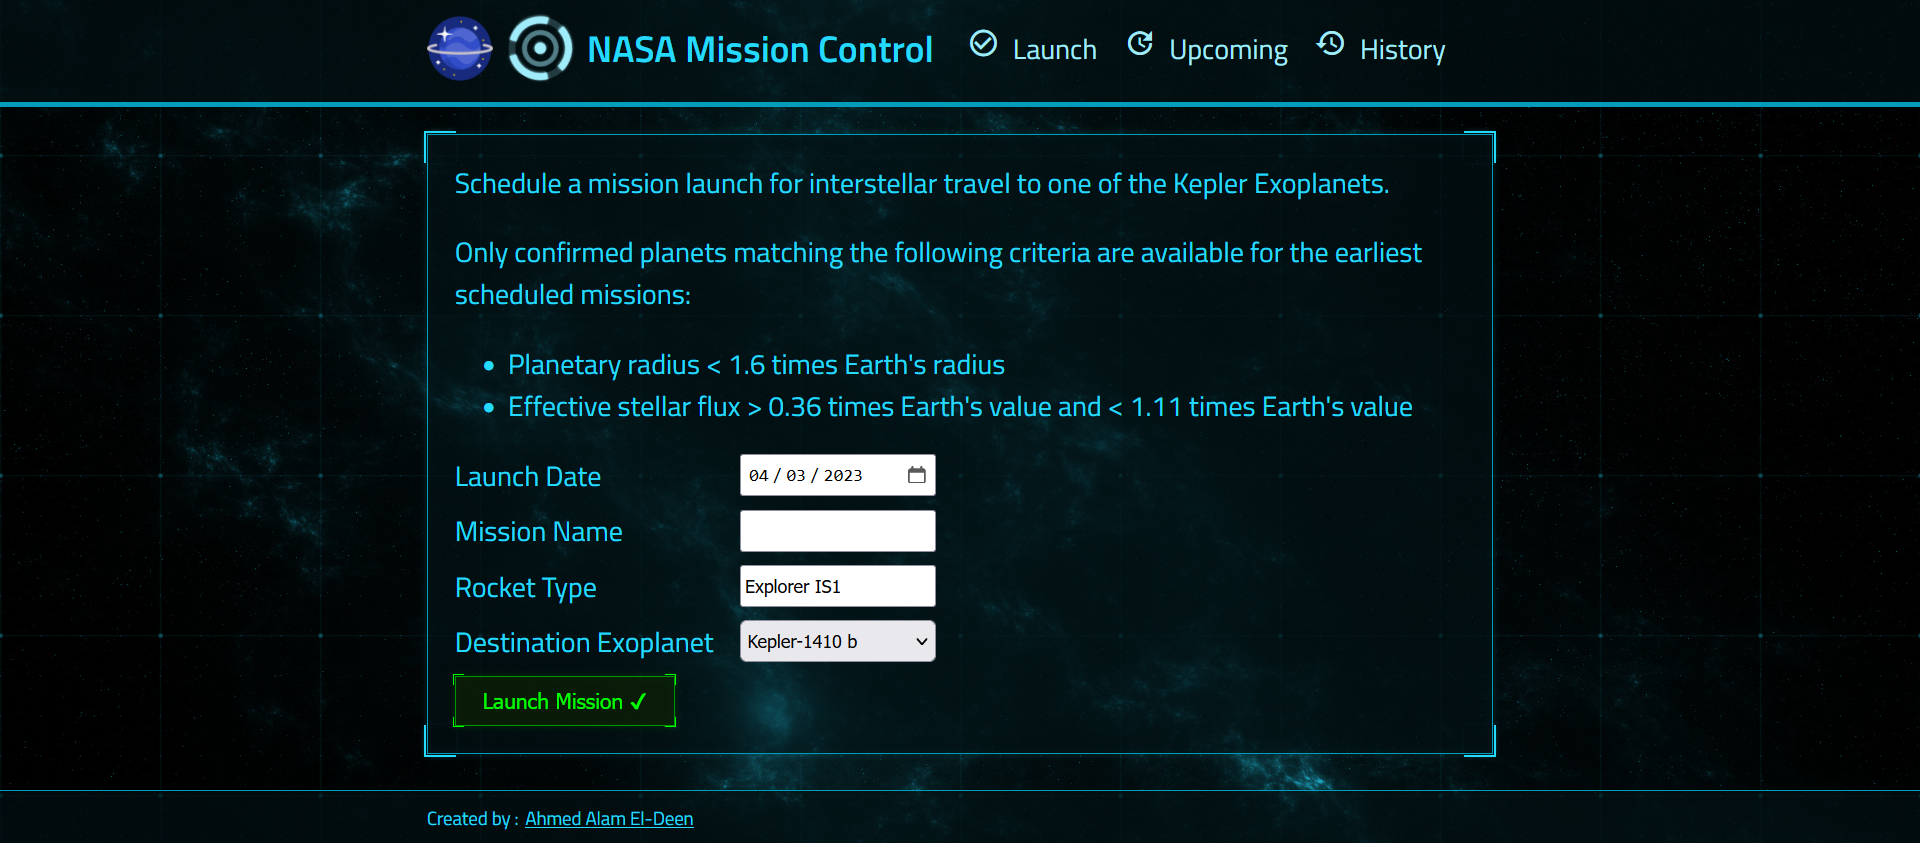 NASA Mission Control
Launch
Upcoming
History
Schedule a mission launch for interstellar travel to one of the Kepler Exoplanets.
Only confirmed planets matching the following criteria are available for the earliest
scheduled missions:
• Planetary radius < 1.6 times Earth's radius
• Effective stellar flux > 0.36 times Earth's value and < 1.11 times Earth's value
Launch Date 04 / 03 / 2023
Mission Name
Rocket Type Explorer IS1
Destination Exoplanet Kepler-1410 b
Launch Mission ✓
Created by : Ahmed Alam El-Deen